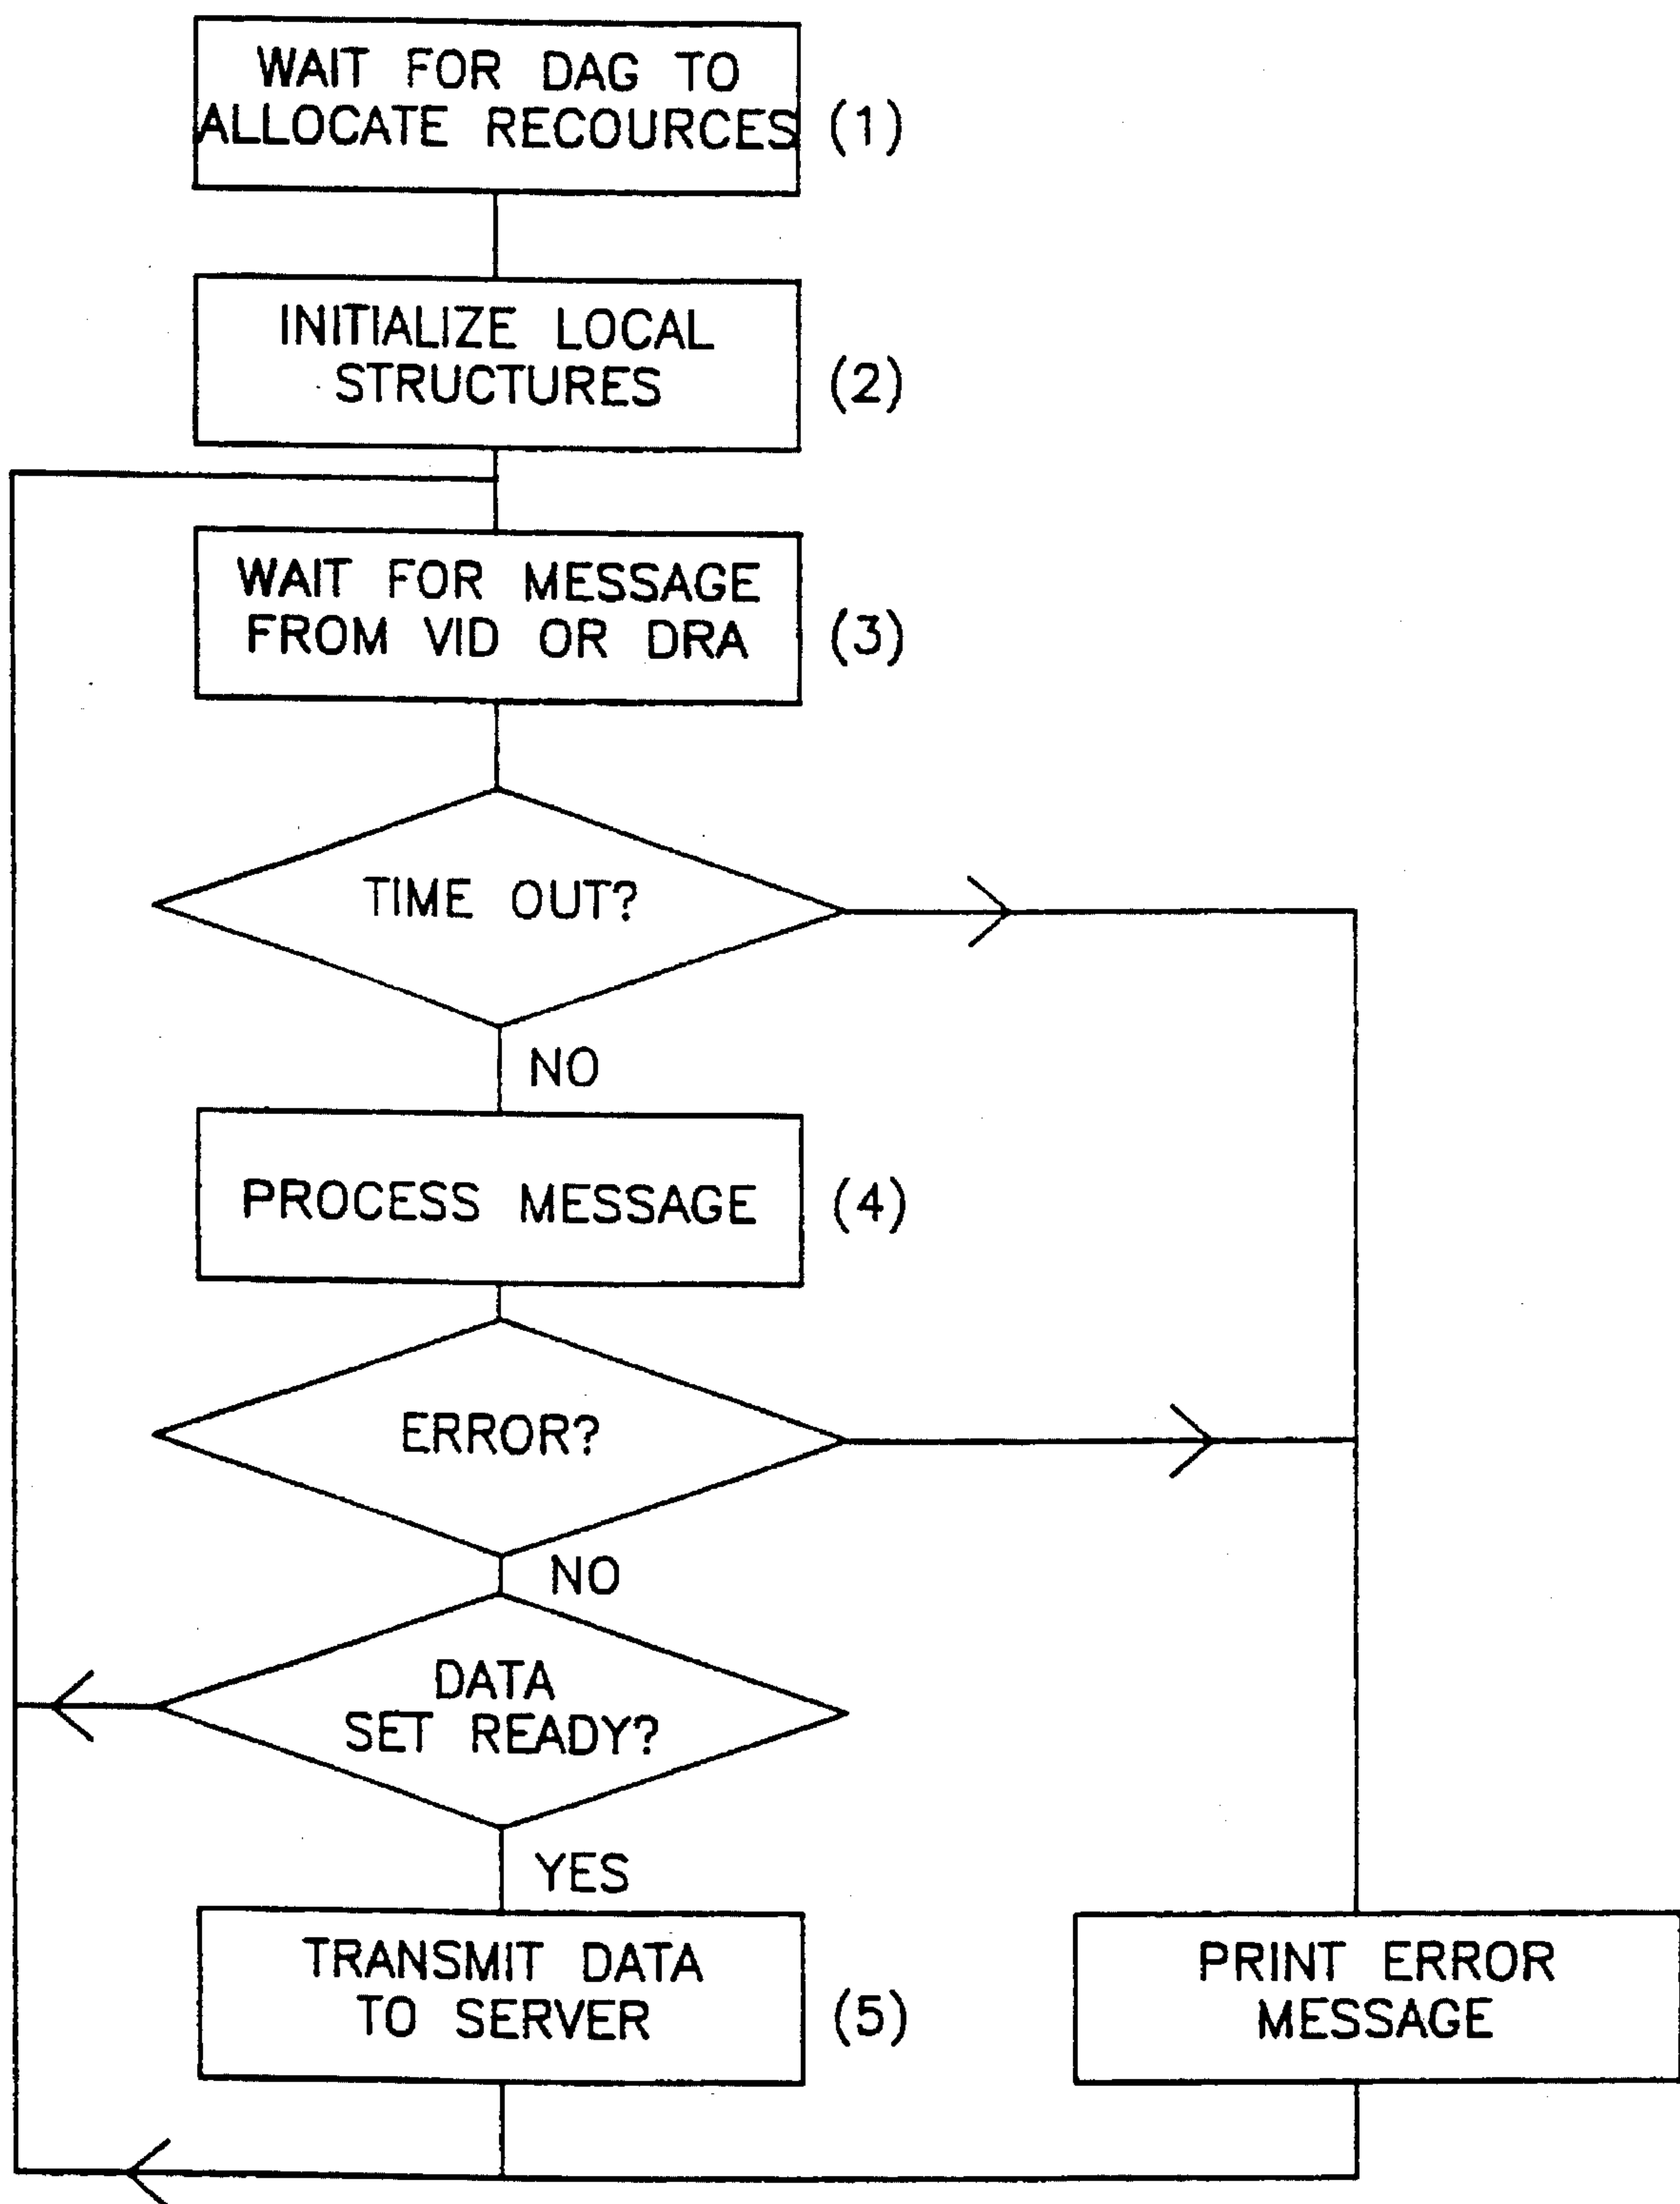 WAIT FOR DAG TO
ALLOCATE RECOURCES
(1)
INITIALIZE LOCAL
STRUCTURES
(2)
WAIT FOR MESSAGE
FROM VID OR DRA
(3)
TIME OUT?
NO
PROCESS MESSAGE
(4)
ERROR?
NO
DATA
SET READY?
YES
TRANSMIT DATA
TO SERVER
(5)
PRINT ERROR
MESSAGE